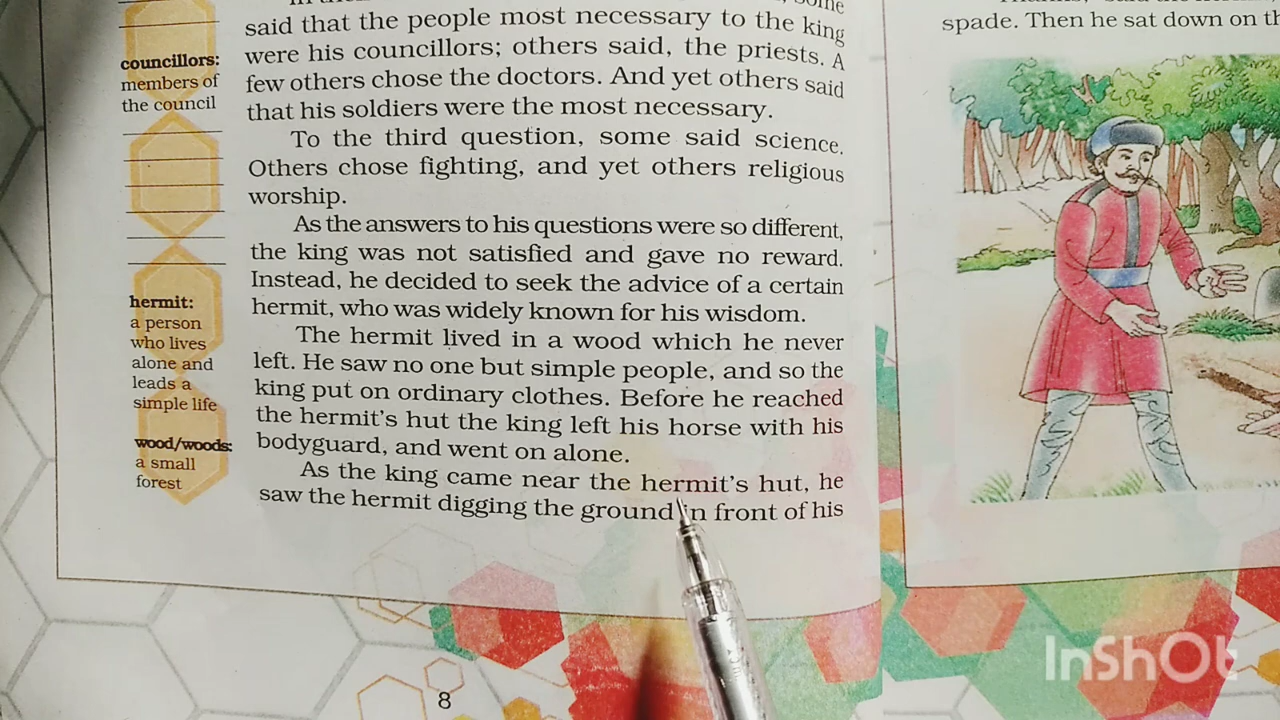 some
said that the people most necessary to the king
were his councillors; others said, the priests. A
few others chose the doctors. And yet others said
that his soldiers were the most necessary.
To the third question, some said science.
Others chose fighting, and yet others religious
worship.
As the answers to his questions were so different,
the king was not satisfied and gave no reward.
Instead, he decided to seek the advice of a certain
hermit, who was widely known for his wisdom.
The hermit lived in a wood which he never
left. He saw no one but simple people, and so the
king put on ordinary clothes. Before he reached
the hermit's hut the king left his horse with his
bodyguard, and went on alone.
As the king came near the hermit's hut, he
saw the hermit digging the ground in front of his
councillors:
members of
the council
hermit:
a person
who lives
alone and
leads a
simple life
wood/woods:
a small
forest
8
spade. Then he sat down on
InShOt